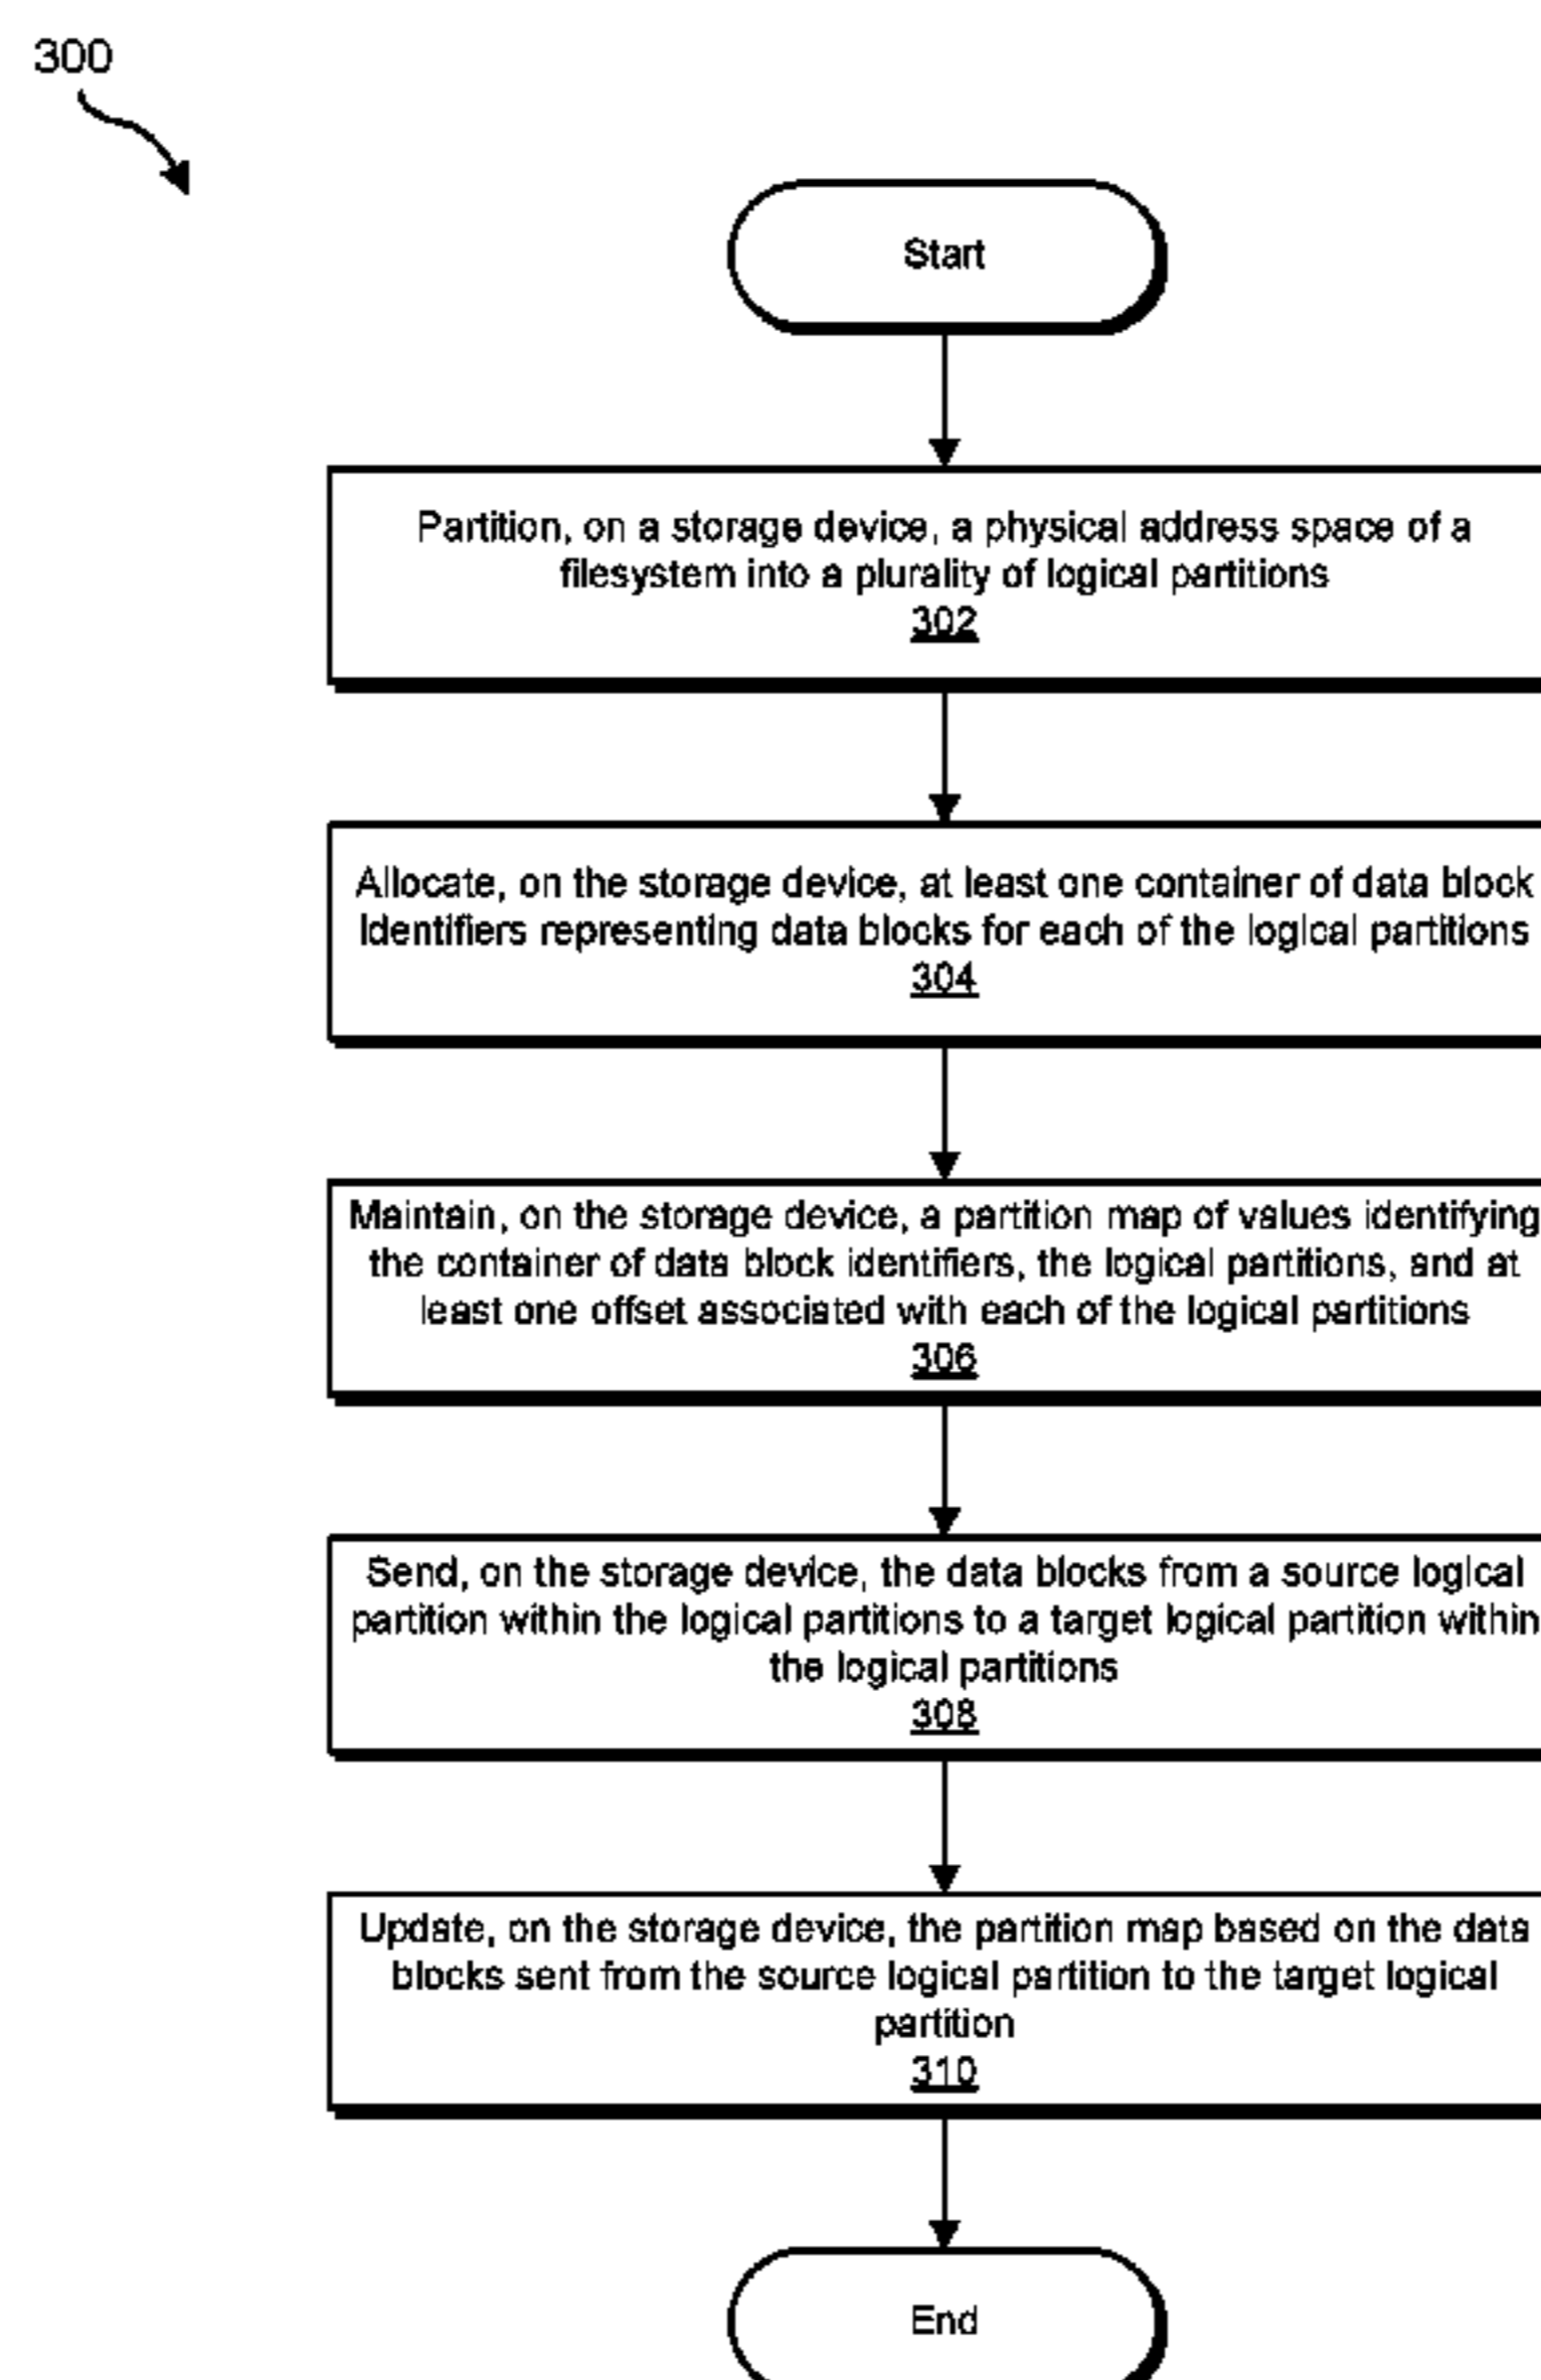 300
Start
Partition, on a storage device, a physical address space of a
filesystem into a plurality of logical partitions
302
Allocate, on the storage device, at least one container of data block
identifiers representing data blocks for each of the logical partitions
304
Maintain, on the storage device, a partition map of values identifying
the container of data block identifiers, the logical partitions, and at
least one offset associated with each of the logical partitions
306
Send, on the storage device, the data blocks from a source logical
partition within the logical partitions to a target logical partition within
the logical partitions
308
Update, on the storage device, the partition map based on the data
blocks sent from the source logical partition to the target logical
partition
310
End